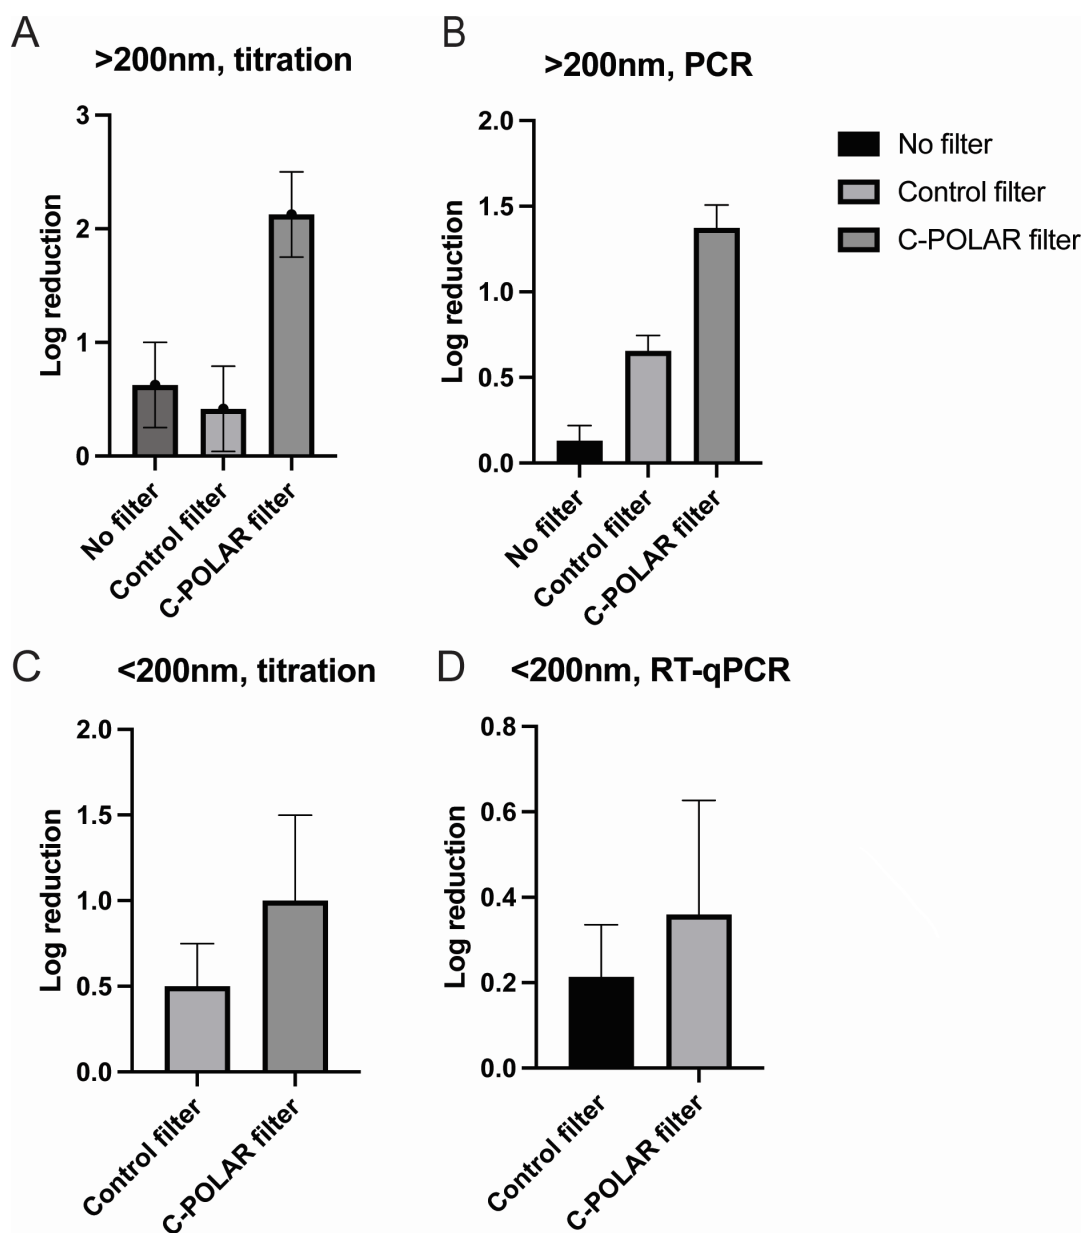 A
>200nm, titration
3
2
1
0
Log reduction
No filter
Control filter
C-POLAR filter
B
>200nm, PCR
2.0
1.5
1.0
0.5
0.0
Log reduction
No filter
Control filter
C-POLAR filter
No filter
Control filter
C-POLAR filter
C
<200nm, titration
2.0
1.5
1.0
0.5
0.0
Log reduction
Control filter
C-POLAR filter
D
<200nm, RT-qPCR
0.8
0.6
0.4
0.2
0.0
Log reduction
Control filter
C-POLAR filter